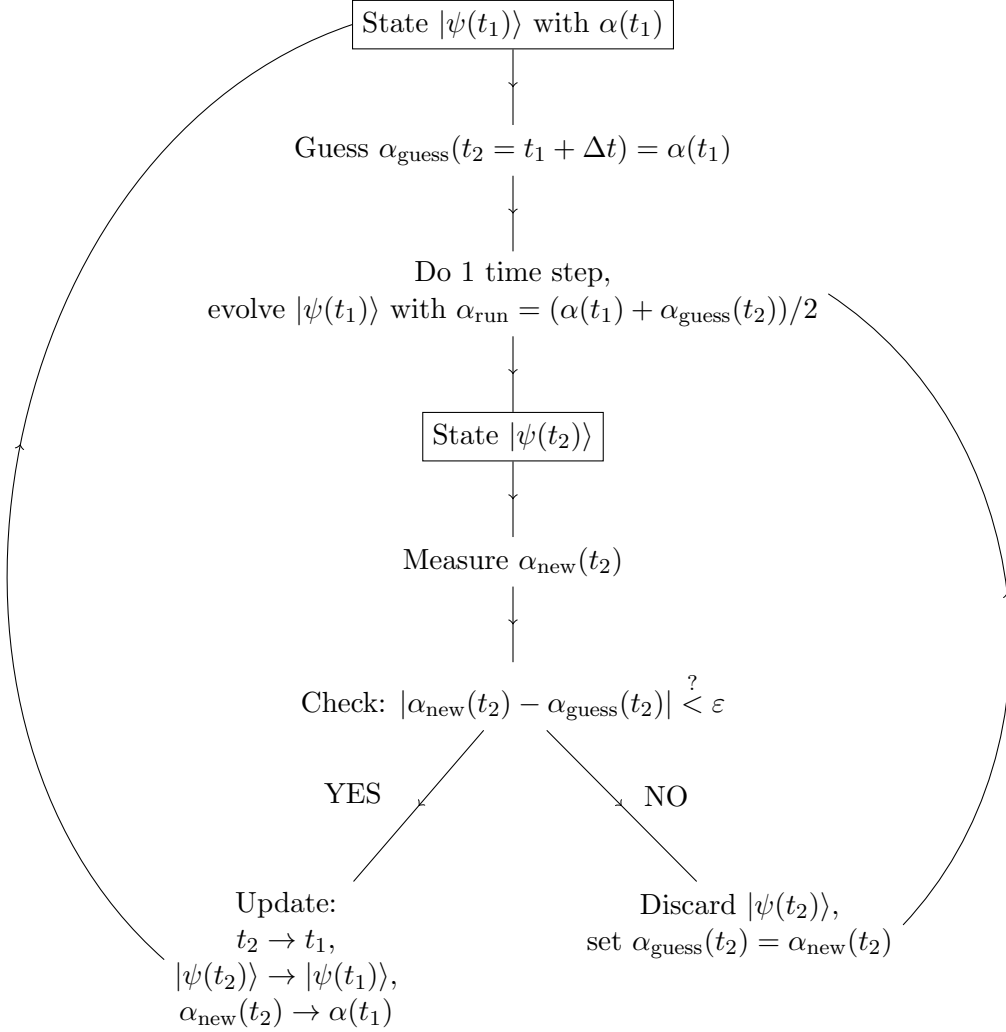 State |ψ(t₁)⟩ with α(t₁)
Guess α_guess(t₂ = t₁ + Δt) = α(t₁)
Do 1 time step,
evolve |ψ(t₁)⟩ with α_run = (α(t₁) + α_guess(t₂))/2
State |ψ(t₂)⟩
Measure α_new(t₂)
Check: |α_new(t₂) − α_guess(t₂)| <^? ε
YES
NO
Update:
t₂ → t₁,
|ψ(t₂)⟩ → |ψ(t₁)⟩,
α_new(t₂) → α(t₁)
Discard |ψ(t₂)⟩,
set α_guess(t₂) = α_new(t₂)